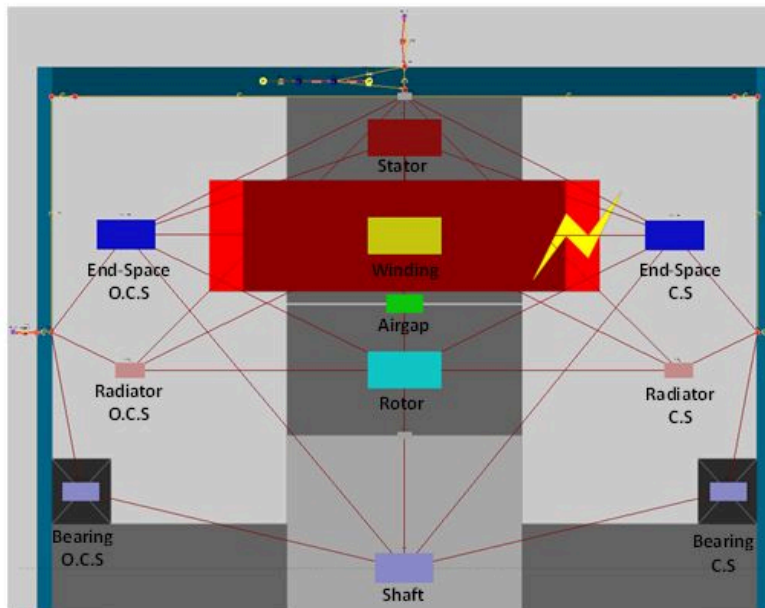 Stator
End-Space
O.C.S
Winding
End-Space
C.S
Airgap
Radiator
O.C.S
Rotor
Radiator
C.S
Bearing
O.C.S
Bearing
C.S
Shaft